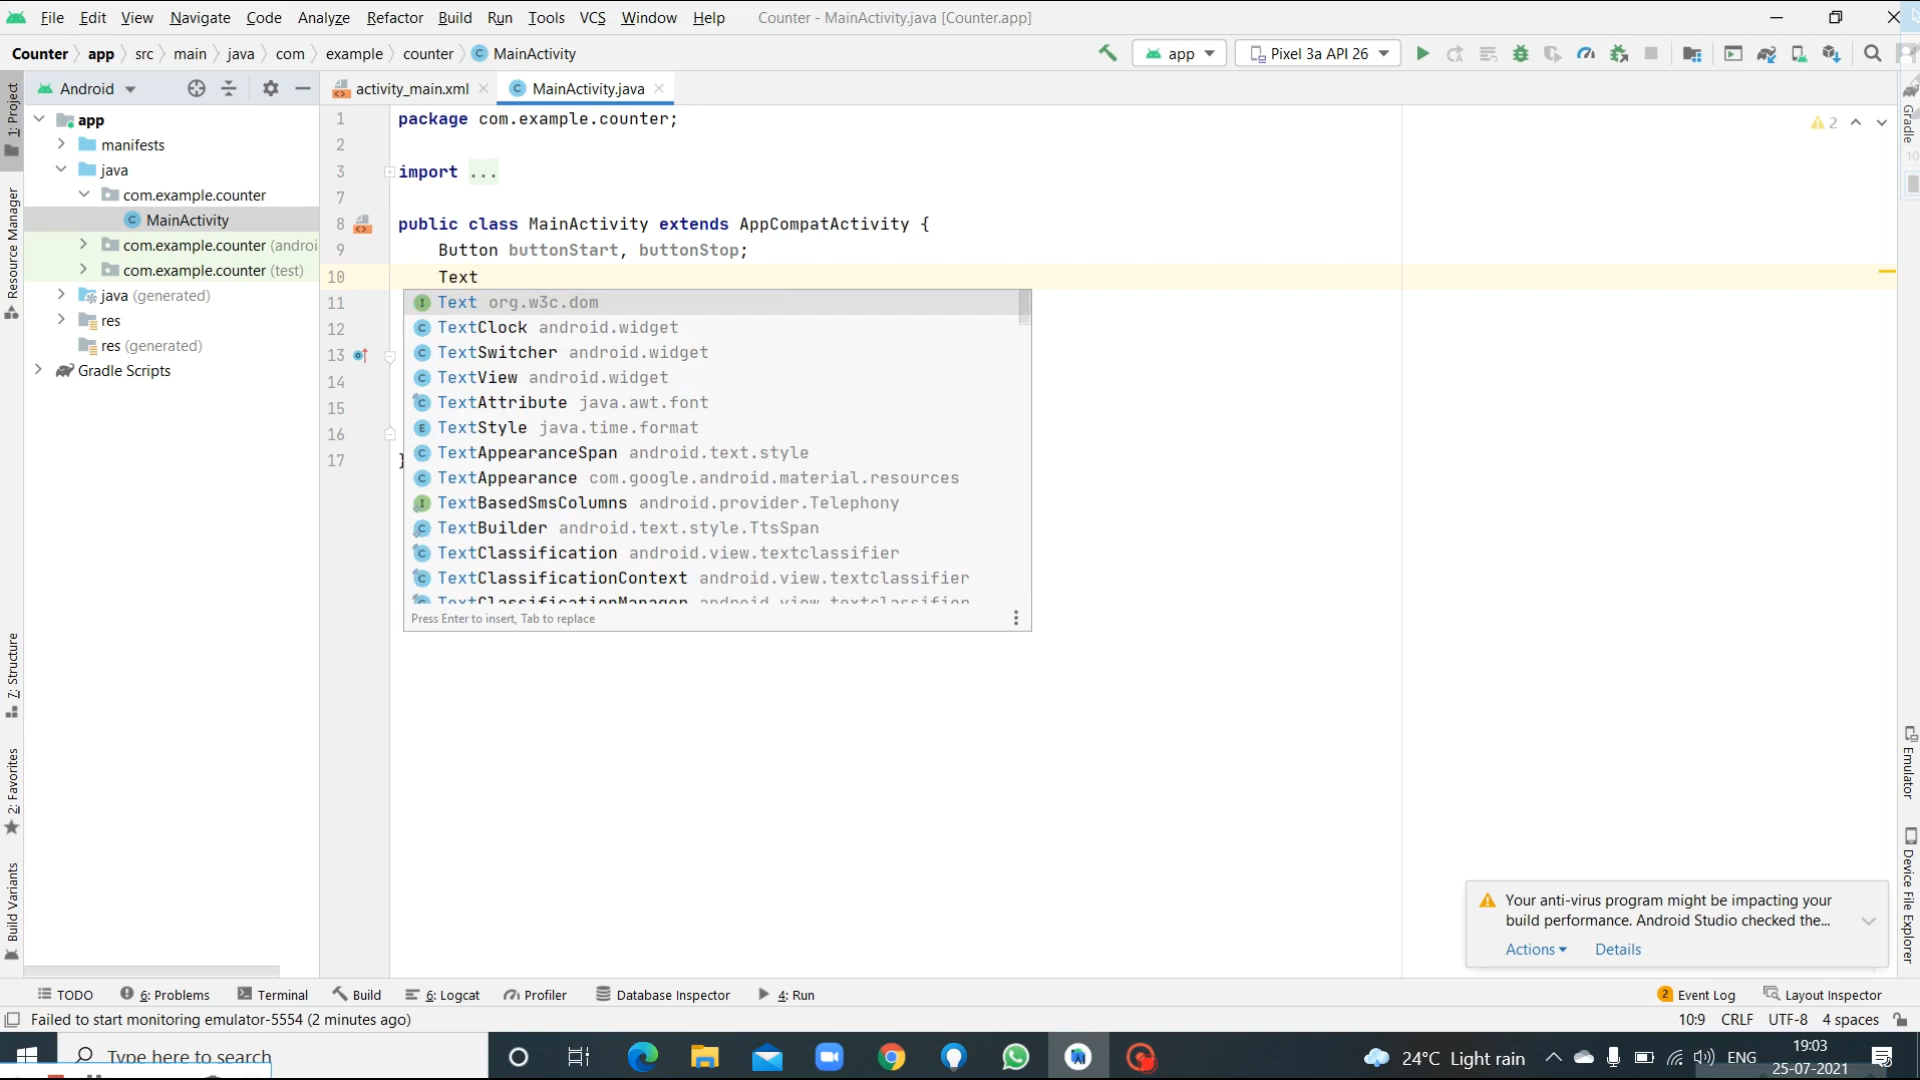 File Edit View Navigate Code Analyze Refactor Build Run Tools VCS Window Help Counter - MainActivity.java [Counter.app]
Counter app src main java com example counter MainActivity app Pixel 3a API 26
Android
activity_main.xml
MainActivity.java
1: Project
Resource Manager
7: Structure
2: Favorites
Build Variants
app
manifests
java
com.example.counter
MainActivity
com.example.counter (androi
com.example.counter (test)
java (generated)
res
res (generated)
Gradle Scripts
1 package com.example.counter;
2
3 import ...
7
8 public class MainActivity extends AppCompatActivity {
9 Button buttonStart, buttonStop;
10 Text
11
12
13
14
15
16
17 }
2
Text org.w3c.dom
TextClock android.widget
TextSwitcher android.widget
TextView android.widget
TextAttribute java.awt.font
TextStyle java.time.format
TextAppearanceSpan android.text.style
TextAppearance com.google.android.material.resources
TextBasedSmsColumns android.provider.Telephony
TextBuilder android.text.style.TtsSpan
TextClassification android.view.textclassifier
TextClassificationContext android.view.textclassifier
TextClassificationManager android.view.textclassifier
Press Enter to insert, Tab to replace
Gradle
Emulator
Device File Explorer
Your anti-virus program might be impacting your
build performance. Android Studio checked the...
Actions Details
TODO 6: Problems Terminal Build 6: Logcat Profiler Database Inspector 4: Run 2 Event Log Layout Inspector
Failed to start monitoring emulator-5554 (2 minutes ago) 10:9 CRLF UTF-8 4 spaces
Type here to search
24°C Light rain ENG
19:03
25-07-2021